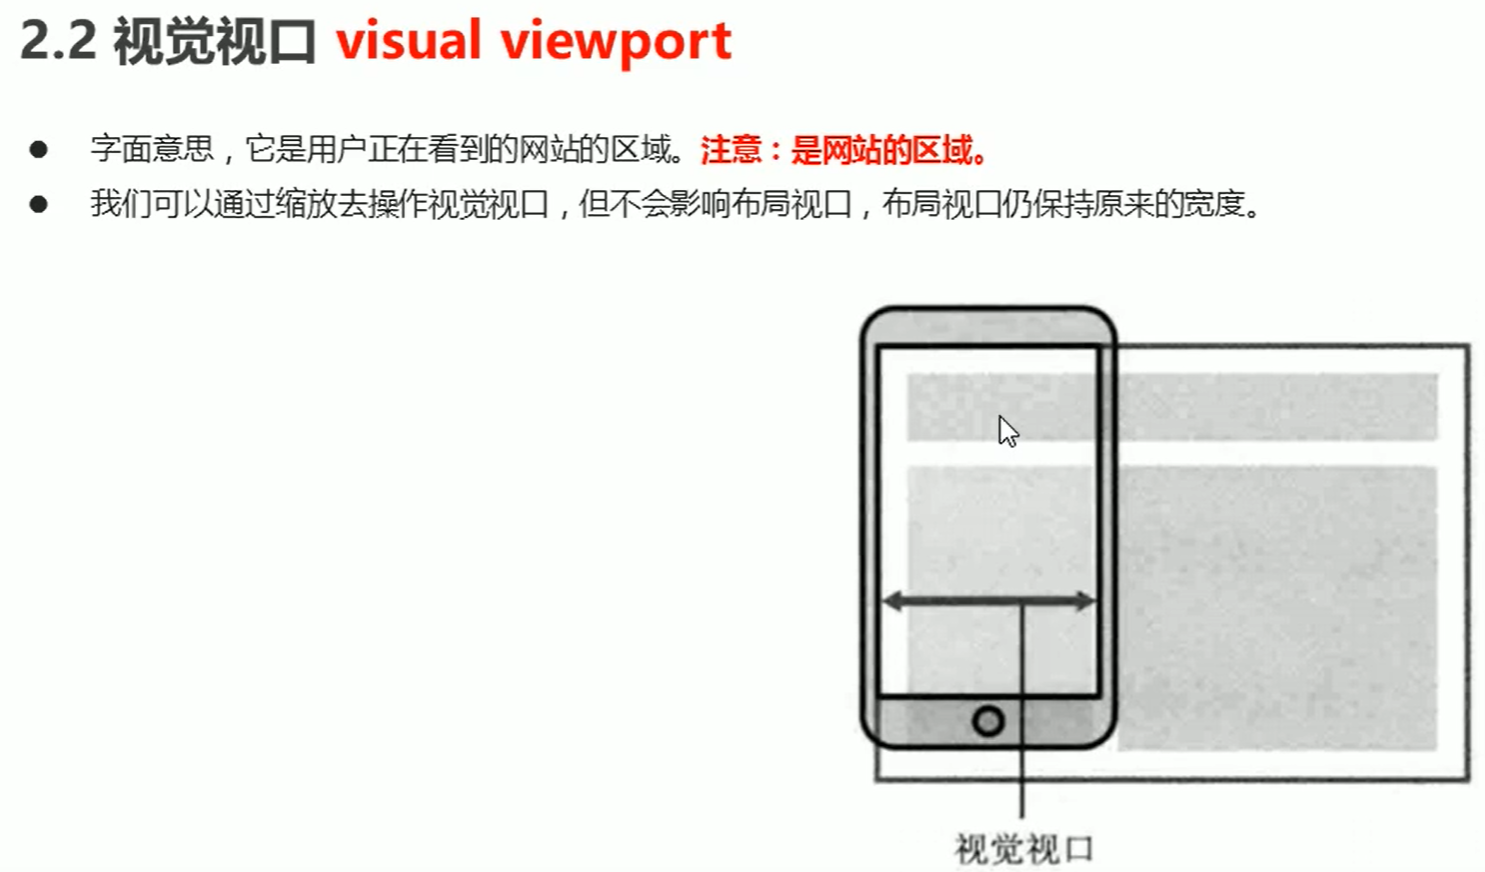 2.2 视觉视口 visual viewport
● 字面意思，它是用户正在看到的网站的区域。注意：是网站的区域。
● 我们可以通过缩放去操作视觉视口，但不会影响布局视口，布局视口仍保持原来的宽度。
视觉视口